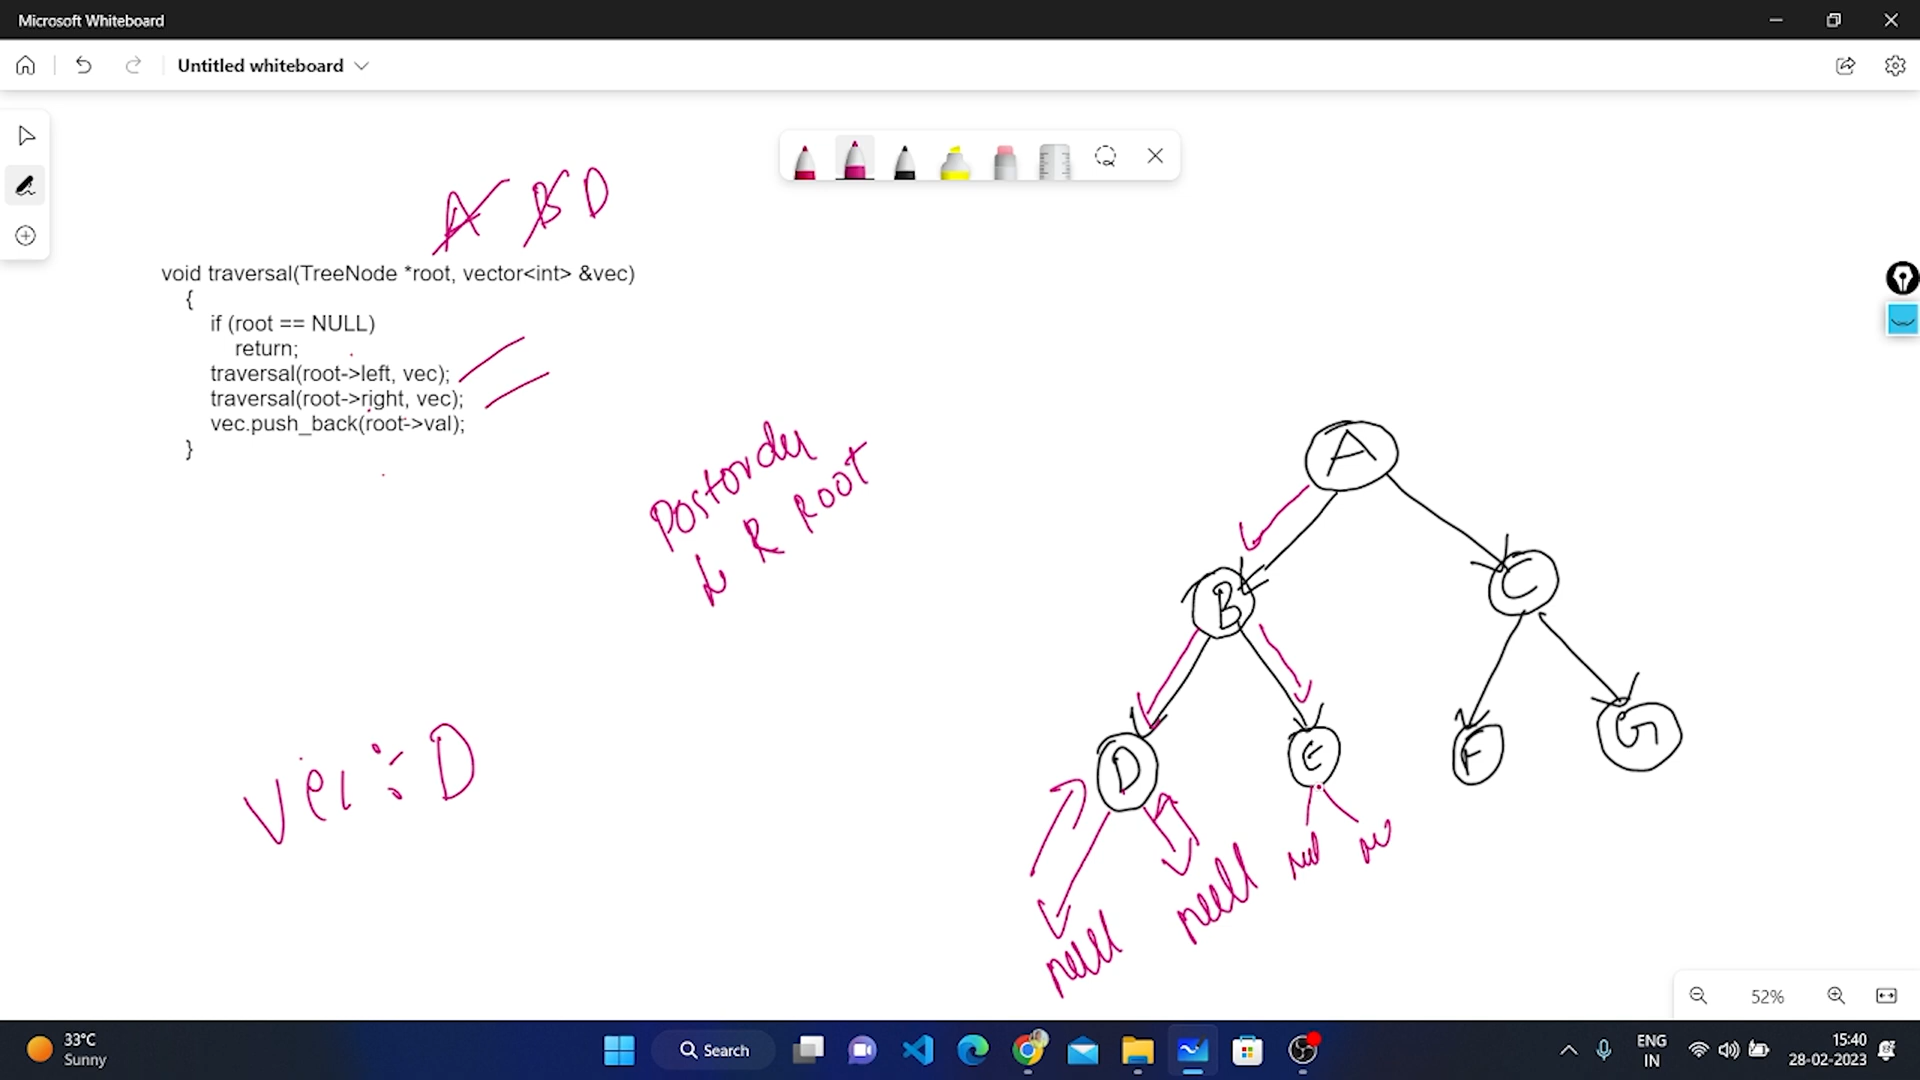 Microsoft Whiteboard
Untitled whiteboard
A B D
void traversal(TreeNode *root, vector<int> &vec)
{
if (root == NULL)
return;
traversal(root->left, vec);
traversal(root->right, vec);
vec.push_back(root->val);
}
Postorder
L R Root
A
B
C
D
E
F
G
vec : D
null
null
52%
33°C
Sunny
Search
ENG
IN
15:40
28-02-2023